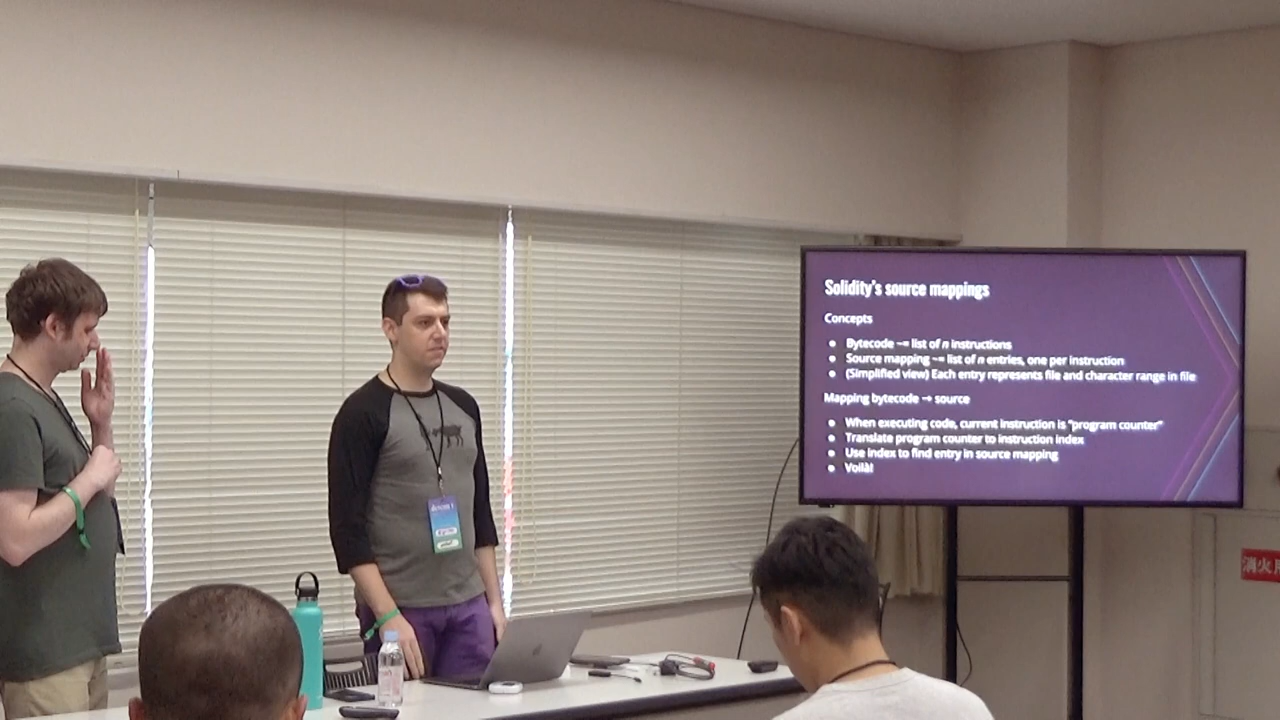 Solidity's source mappings
Concepts
● Bytecode ~= list of n instructions
● Source mapping ~= list of n entries, one per instruction
● (Simplified view) Each entry represents file and character range in file
Mapping bytecode → source
● When executing code, current instruction is "program counter"
● Translate program counter to instruction index
● Use index to find entry in source mapping
● Voilà!
消火